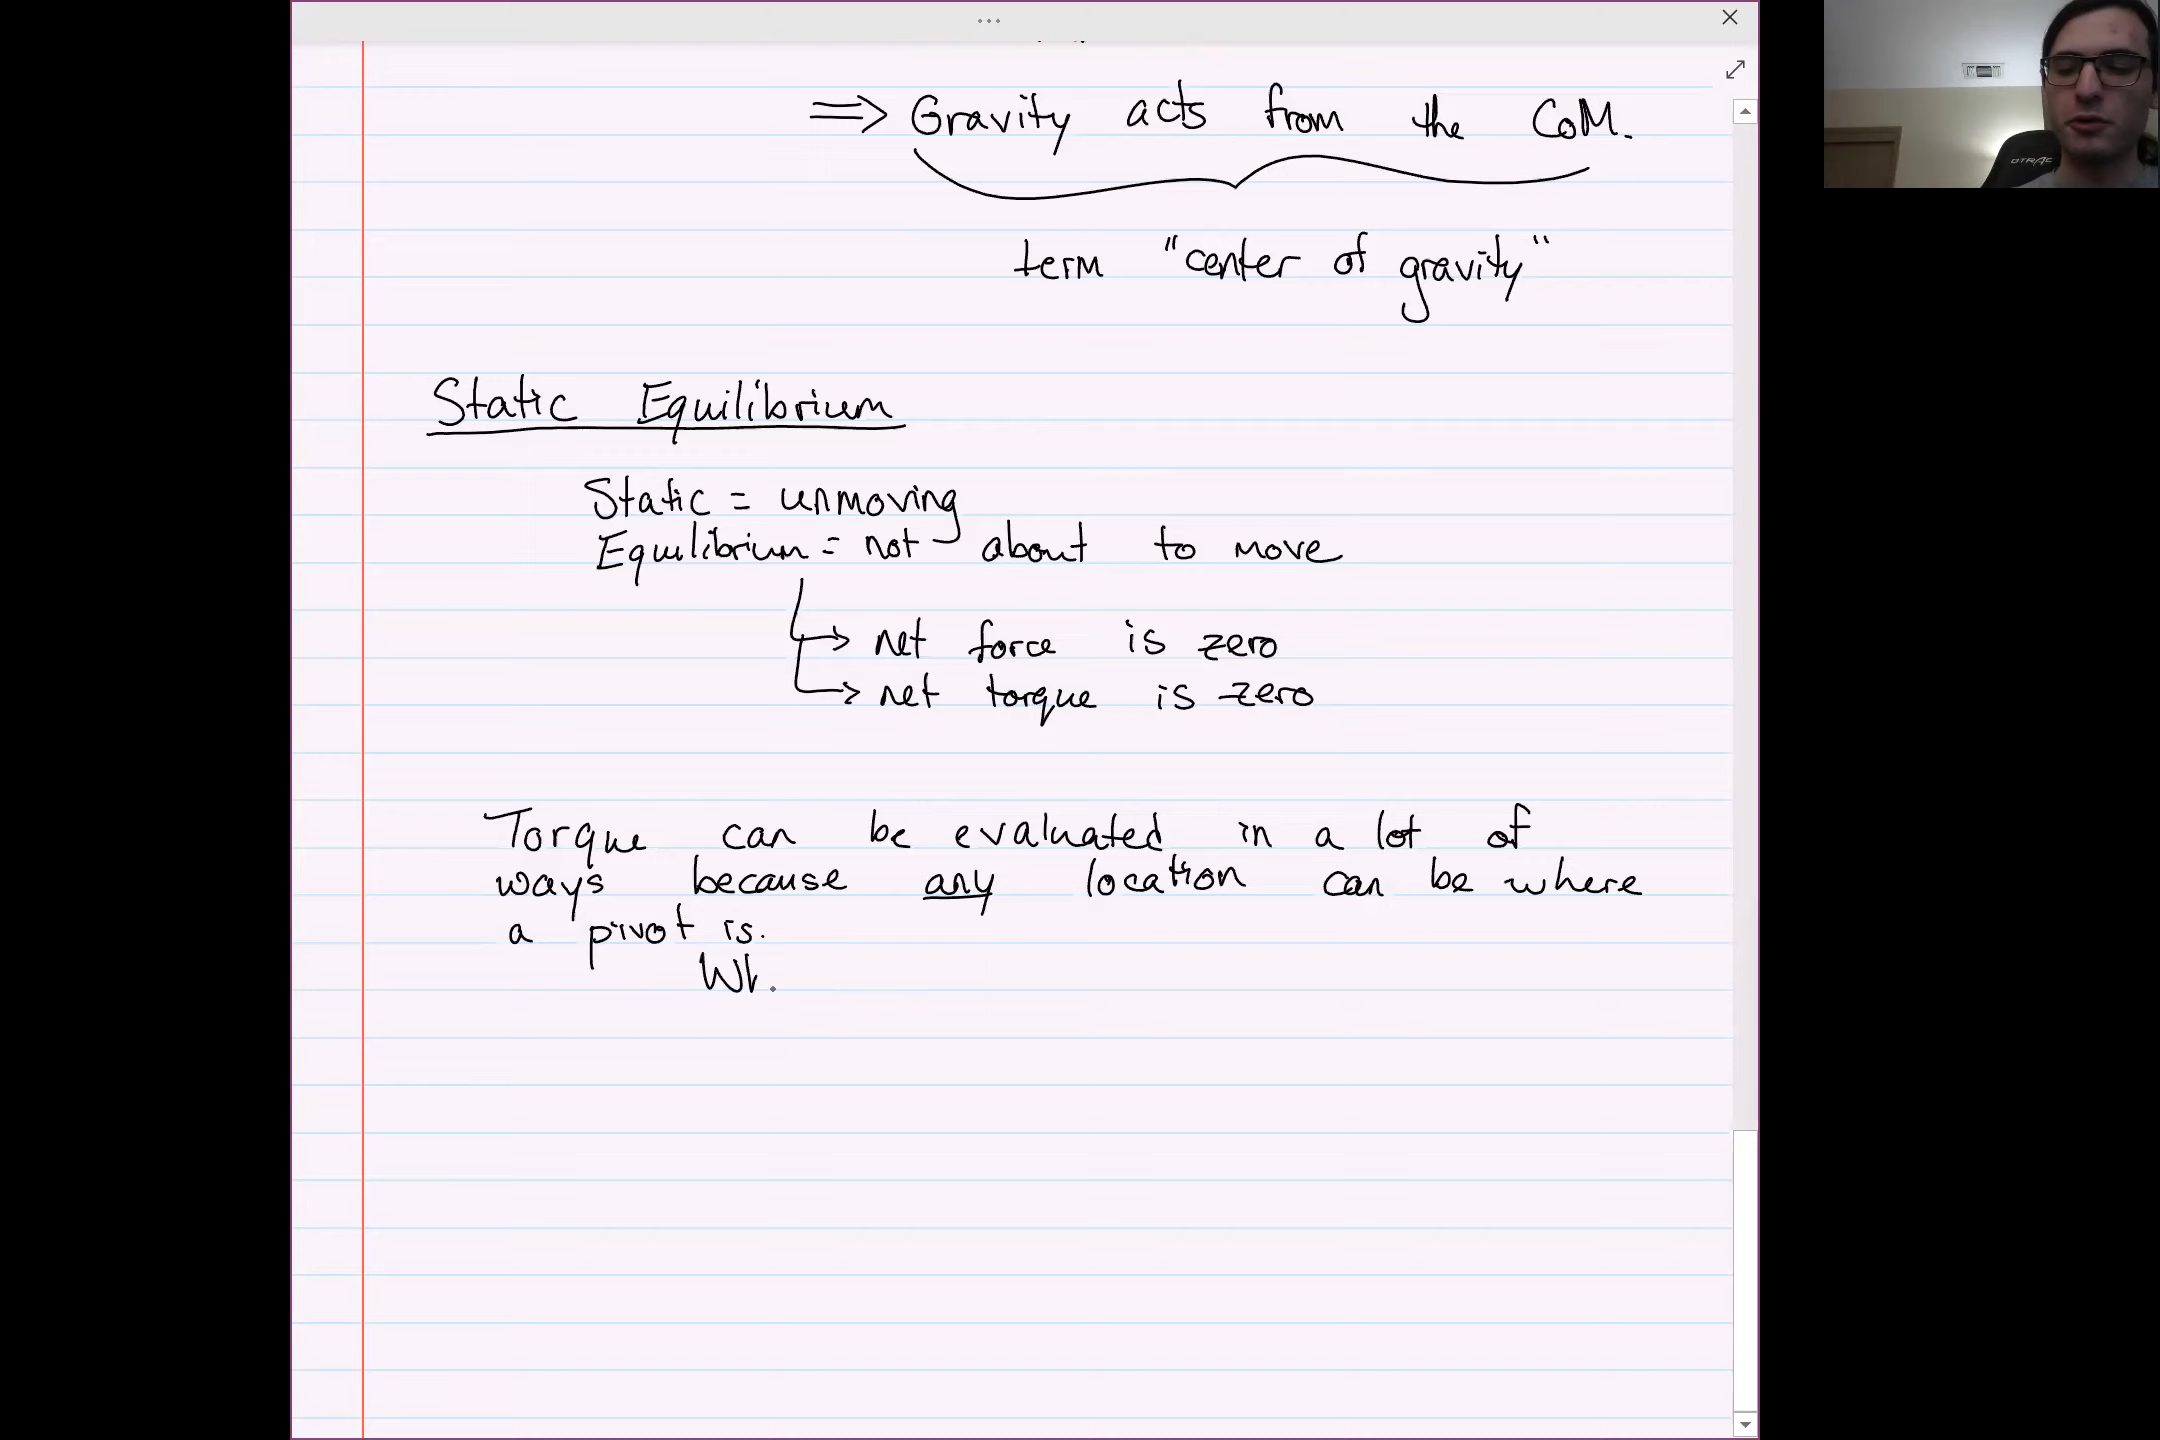 ⟹ Gravity acts from the CoM.
term "center of gravity"
Static Equilibrium
Static = unmoving
Equilibrium = not about to move
→ net force is zero
→ net torque is zero
Torque can be evaluated in a lot of
ways because any location can be where
a pivot is.